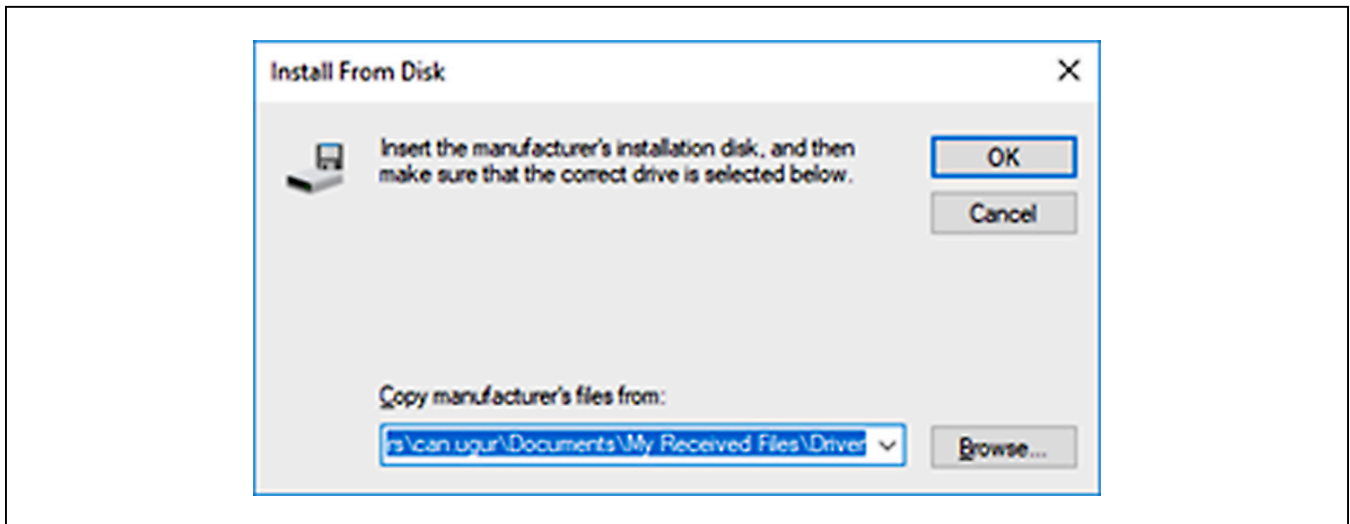 Install From Disk
Insert the manufacturer's installation disk, and then
make sure that the correct drive is selected below.
OK
Cancel
Copy manufacturer's files from:
rs\can.ugur\Documents\My Received Files\Driver
Browse...